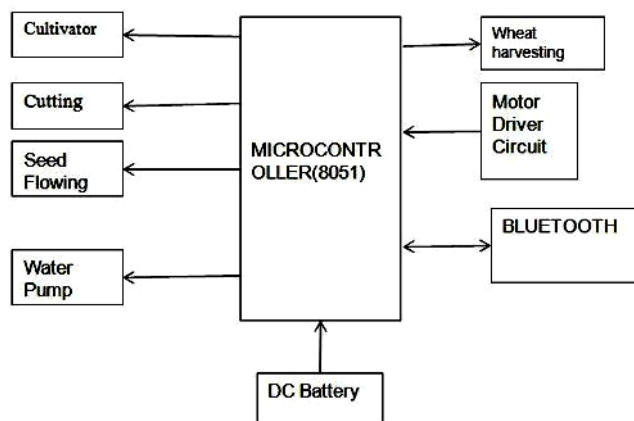 Cultivator
Cutting
Seed
Flowing
Water
Pump
MICROCONTR
OLLER(8051)
Wheat
harvesting
Motor
Driver
Circuit
BLUETOOTH
DC Battery